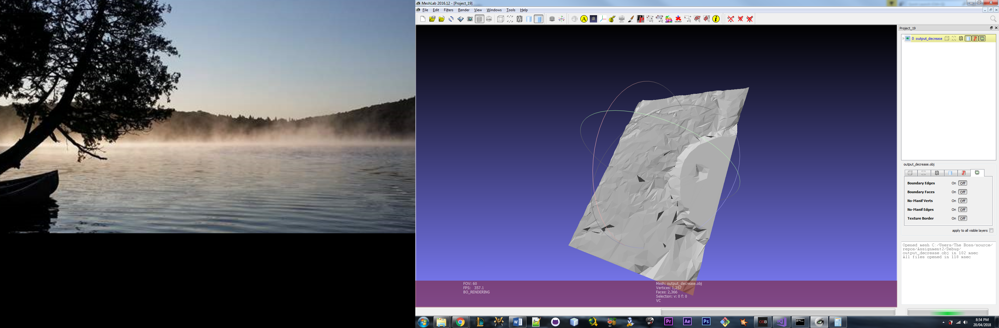 MeshLab 2016.12 - [Project_19]
File Edit Filters Render View Windows Tools Help
Project_19
0 output_decrease
output_decrease.obj
Boundary Edges On Off
Boundary Faces On Off
No-Manif Verts On Off
No-Manif Edges On Off
Texture Border On Off
apply to all visible layers
Opened mesh C:/Users/The Boss/source/
repos/Assignment2/Debug/
output_decrease.obj in 102 msec
All files opened in 118 msec
FOV: 60
FPS: 357.1
BO_RENDERING
Mesh: output_decrease.obj
Vertices: 1,257
Faces: 2,366
Selection: v: 0 f: 0
VC
Pr Ae Ps OSB
8:54 PM
20/04/2018